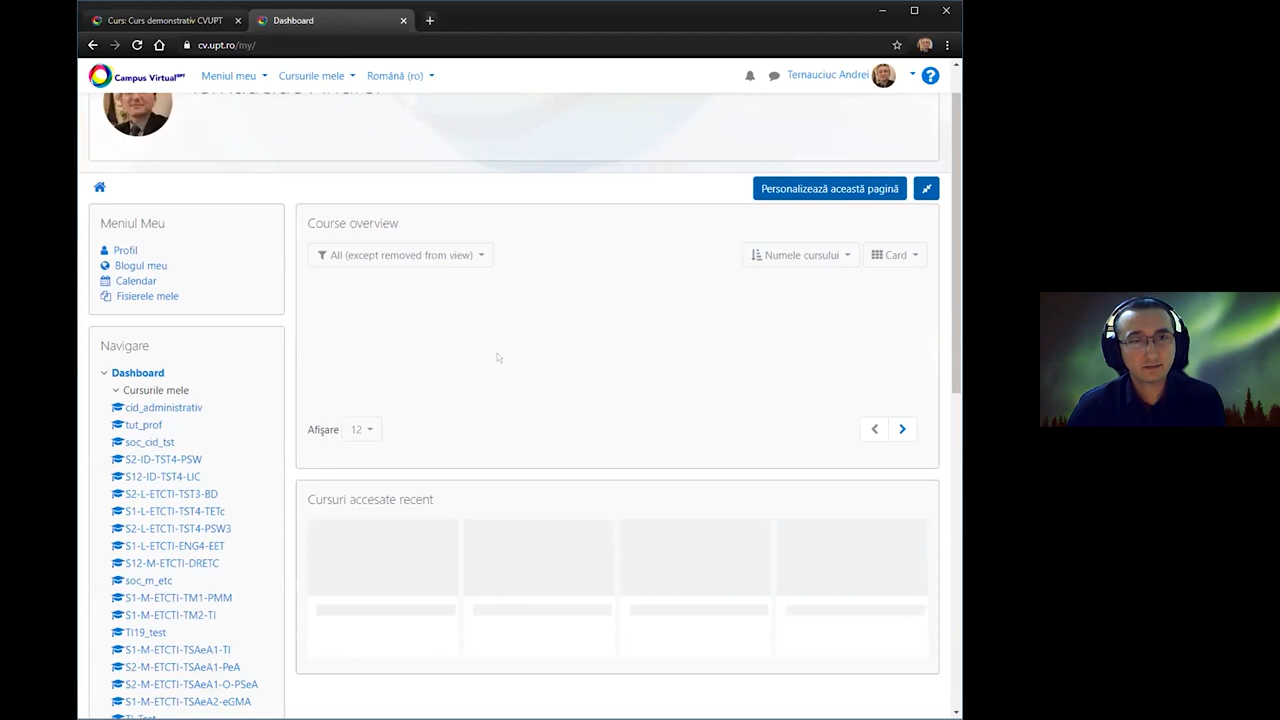 Curs: Curs demonstrativ CVUPT
Dashboard
cv.upt.ro/my/
Campus Virtual upt
Meniul meu
Cursurile mele
Română (ro)
Ternauciuc Andrei
?
Personalizează această pagină
Meniul Meu
Profil
Blogul meu
Calendar
Fisierele mele
Navigare
Dashboard
Cursurile mele
cid_administrativ
tut_prof
soc_cid_tst
S2-ID-TST4-PSW
S12-ID-TST4-LIC
S2-L-ETCTI-TST3-BD
S1-L-ETCTI-TST4-TETc
S2-L-ETCTI-TST4-PSW3
S1-L-ETCTI-ENG4-EET
S12-M-ETCTI-DRETC
soc_m_etc
S1-M-ETCTI-TM1-PMM
S1-M-ETCTI-TM2-TI
TI19_test
S1-M-ETCTI-TSAeA1-TI
S2-M-ETCTI-TSAeA1-PeA
S2-M-ETCTI-TSAeA1-O-PSeA
S1-M-ETCTI-TSAeA2-eGMA
TI_Test
Course overview
All (except removed from view)
Numele cursului
Card
Afișare 12
Cursuri accesate recent